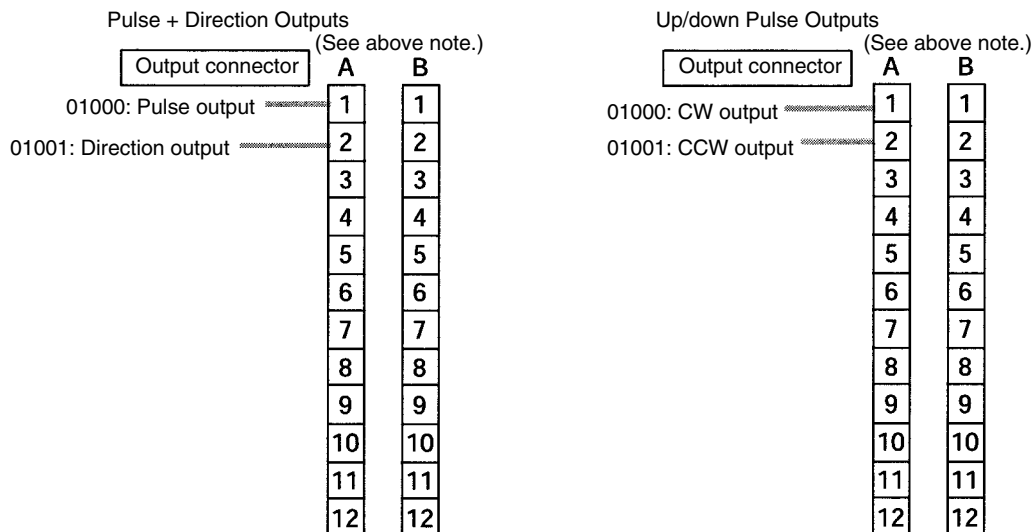 Pulse + Direction Outputs
(See above note.)
Output connector A B
01000: Pulse output 1 1
01001: Direction output 2 2
3 3
4 4
5 5
6 6
7 7
8 8
9 9
10 10
11 11
12 12
Up/down Pulse Outputs
(See above note.)
Output connector A B
01000: CW output 1 1
01001: CCW output 2 2
3 3
4 4
5 5
6 6
7 7
8 8
9 9
10 10
11 11
12 12